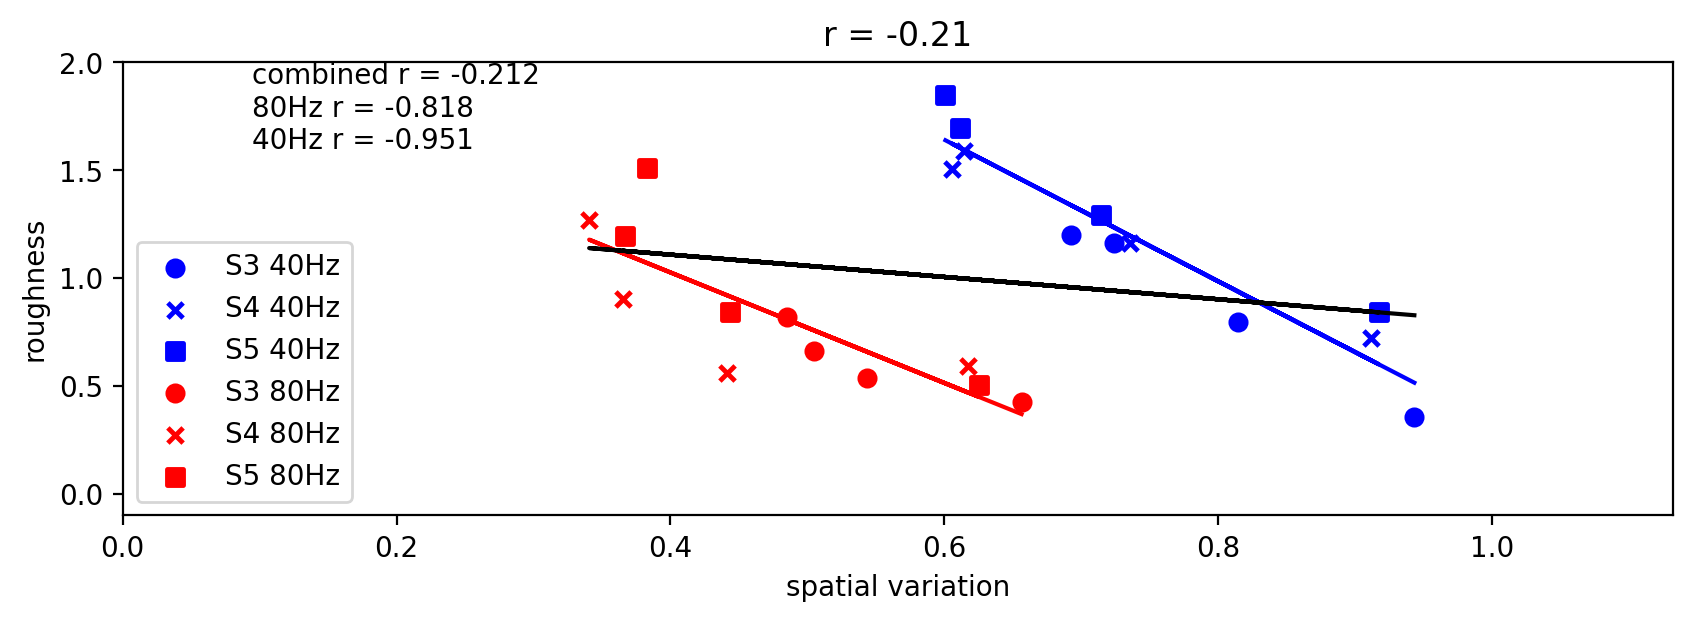 r = -0.21
combined r = -0.212
80Hz r = -0.818
40Hz r = -0.951
2.0
1.5
1.0
0.5
0.0
roughness
S3 40Hz
S4 40Hz
S5 40Hz
S3 80Hz
S4 80Hz
S5 80Hz
0.0 0.2 0.4 0.6 0.8 1.0
spatial variation